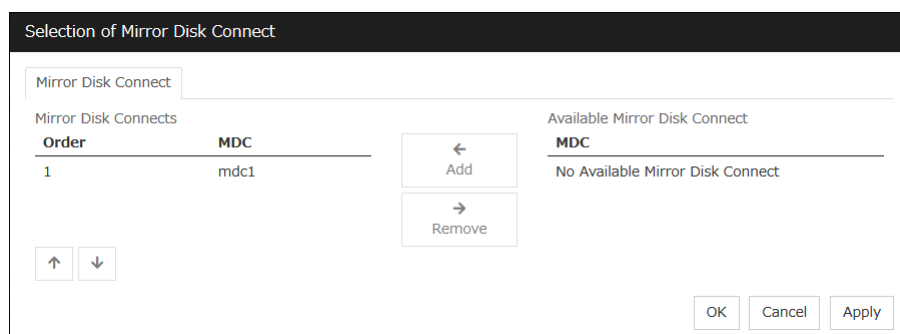 Selection of Mirror Disk Connect
Mirror Disk Connect
Mirror Disk Connects
Order MDC
1 mdc1
Add
Remove
Available Mirror Disk Connect
MDC
No Available Mirror Disk Connect
OK Cancel Apply